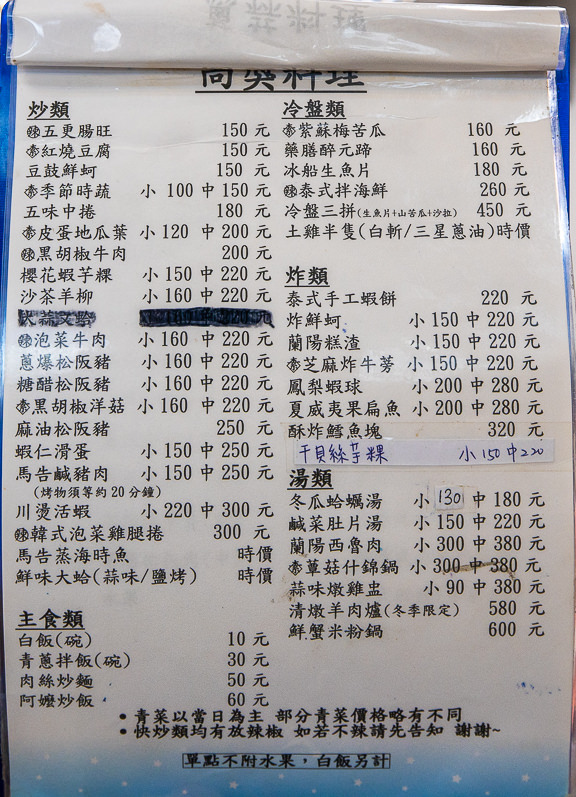 尚獎料理
炒類
㊙五更腸旺 150 元
㊙紅燒豆腐 150 元
豆鼓鮮蚵 150 元
季節時蔬 小 100 中 150 元
五味中捲 180 元
皮蛋地瓜葉 小 120 中 200 元
黑胡椒牛肉 200 元
櫻花蝦芋粿 小 150 中 220 元
沙茶羊柳 小 160 中 220 元
泡菜牛肉 小 160 中 220 元
蔥爆松阪豬 小 160 中 220 元
糖醋松阪豬 小 160 中 220 元
黑胡椒洋菇 小 160 中 220 元
麻油松阪豬 250 元
蝦仁滑蛋 小 150 中 250 元
馬告鹹豬肉 小 150 中 250 元
(烤物須等約 20 分鐘)
川燙活蝦 小 220 中 300 元
韓式泡菜雞腿捲 300 元
馬告蒸海時魚 時價
鮮味大蛤(蒜味/鹽烤) 時價
主食類
白飯(碗) 10 元
青蔥拌飯(碗) 30 元
肉絲炒麵 50 元
阿嬤炒飯 60 元
冷盤類
紫蘇梅苦瓜 160 元
藥膳醉元蹄 160 元
冰船生魚片 180 元
泰式拌海鮮 260 元
冷盤三拼(生魚片+山苦瓜+沙拉) 450 元
土雞半隻(白斬/三星蔥油)時價
炸類
泰式手工蝦餅 220 元
炸鮮蚵 小 150 中 220 元
蘭陽糕渣 小 150 中 220 元
芝麻炸牛蒡 小 150 中 220 元
鳳梨蝦球 小 200 中 280 元
夏威夷果扁魚 小 200 中 280 元
酥炸鱈魚塊 320 元
干貝絲芋粿 小150 中220
湯類
冬瓜蛤蠣湯 小 130 中 180 元
鹹菜肚片湯 小 150 中 220 元
蘭陽西魯肉 小 300 中 380 元
蕈菇什錦鍋 小 300 中 380 元
蒜味燉雞盅 小 90 中 380 元
清燉羊肉爐(冬季限定) 580 元
鮮蟹米粉鍋 600 元
• 青菜以當日為主 部分青菜價格略有不同
• 快炒類均有放辣椒 如若不辣請先告知 謝謝~
單點不附水果，白飯另計